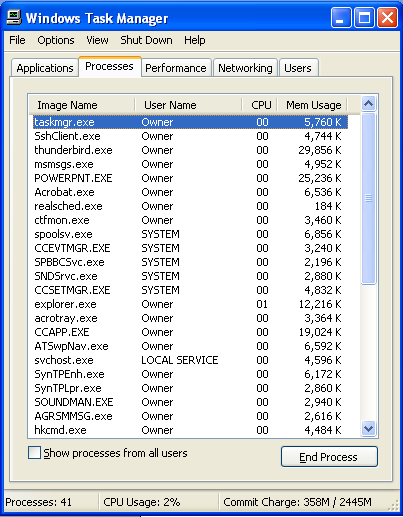 Windows Task Manager
File Options View Shut Down Help
Applications Processes Performance Networking Users
Image Name User Name CPU Mem Usage
taskmgr.exe Owner 00 5,760 K
SshClient.exe Owner 00 4,744 K
thunderbird.exe Owner 00 29,856 K
msmsgs.exe Owner 00 4,952 K
POWERPNT.EXE Owner 00 25,236 K
Acrobat.exe Owner 00 6,536 K
realsched.exe Owner 00 184 K
ctfmon.exe Owner 00 3,460 K
spoolsv.exe SYSTEM 00 6,856 K
CCEVTMGR.EXE SYSTEM 00 3,240 K
SPBBCSvc.exe SYSTEM 00 2,196 K
SNDSrvc.exe SYSTEM 00 2,880 K
CCSETMGR.EXE SYSTEM 00 4,832 K
explorer.exe Owner 01 12,216 K
acrotray.exe Owner 00 3,364 K
CCAPP.EXE Owner 00 19,024 K
ATSwpNav.exe Owner 00 6,592 K
svchost.exe LOCAL SERVICE 00 4,596 K
SynTPEnh.exe Owner 00 6,172 K
SynTPLpr.exe Owner 00 2,860 K
SOUNDMAN.EXE Owner 00 2,940 K
AGRSMMSG.exe Owner 00 2,616 K
hkcmd.exe Owner 00 4,484 K
Show processes from all users
End Process
Processes: 41 CPU Usage: 2% Commit Charge: 358M / 2445M